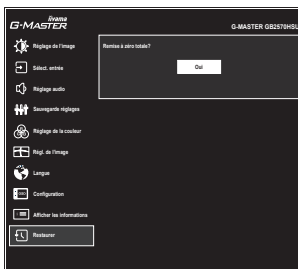 iiyama
G-MASTER
G-MASTER GB2570HSU
Réglage de l'Image
Remise à zéro totale?
Oui
Sélect. entrée
Réglage audio
Sauvegarde réglages
Réglage de la couleur
Régl. de l'image
Langue
Configuration
Afficher les informations
Restaurer